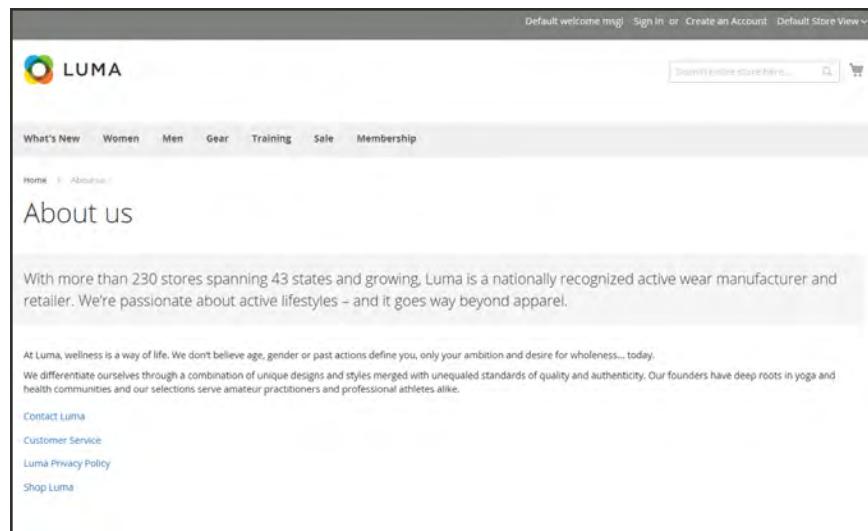 Default welcome msg! Sign In or Create an Account Default Store View
LUMA
Search entire store here...
What's New Women Men Gear Training Sale Membership
Home About us
About us
With more than 230 stores spanning 43 states and growing, Luma is a nationally recognized active wear manufacturer and
retailer. We're passionate about active lifestyles – and it goes way beyond apparel.
At Luma, wellness is a way of life. We don't believe age, gender or past actions define you, only your ambition and desire for wholeness... today.
We differentiate ourselves through a combination of unique designs and styles merged with unequaled standards of quality and authenticity. Our founders have deep roots in yoga and
health communities and our selections serve amateur practitioners and professional athletes alike.
Contact Luma
Customer Service
Luma Privacy Policy
Shop Luma